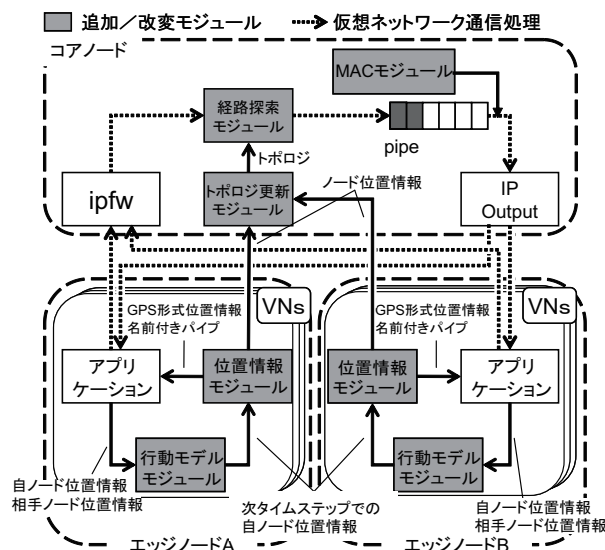 追加／改変モジュール
仮想ネットワーク通信処理
コアノード
MACモジュール
経路探索
モジュール
pipe
トポロジ
ipfw
トポロジ更新
モジュール
ノード位置情報
IP
Output
VNs
VNs
GPS形式位置情報
名前付きパイプ
GPS形式位置情報
名前付きパイプ
アプリ
ケーション
位置情報
モジュール
位置情報
モジュール
アプリ
ケーション
行動モデル
モジュール
行動モデル
モジュール
自ノード位置情報
相手ノード位置情報
次タイムステップでの
自ノード位置情報
自ノード位置情報
相手ノード位置情報
エッジノードA
エッジノードB